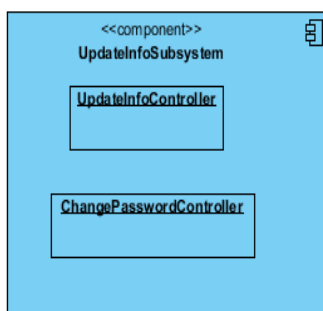 <<component>>
UpdateInfoSubsystem
UpdateInfoController
ChangePasswordController